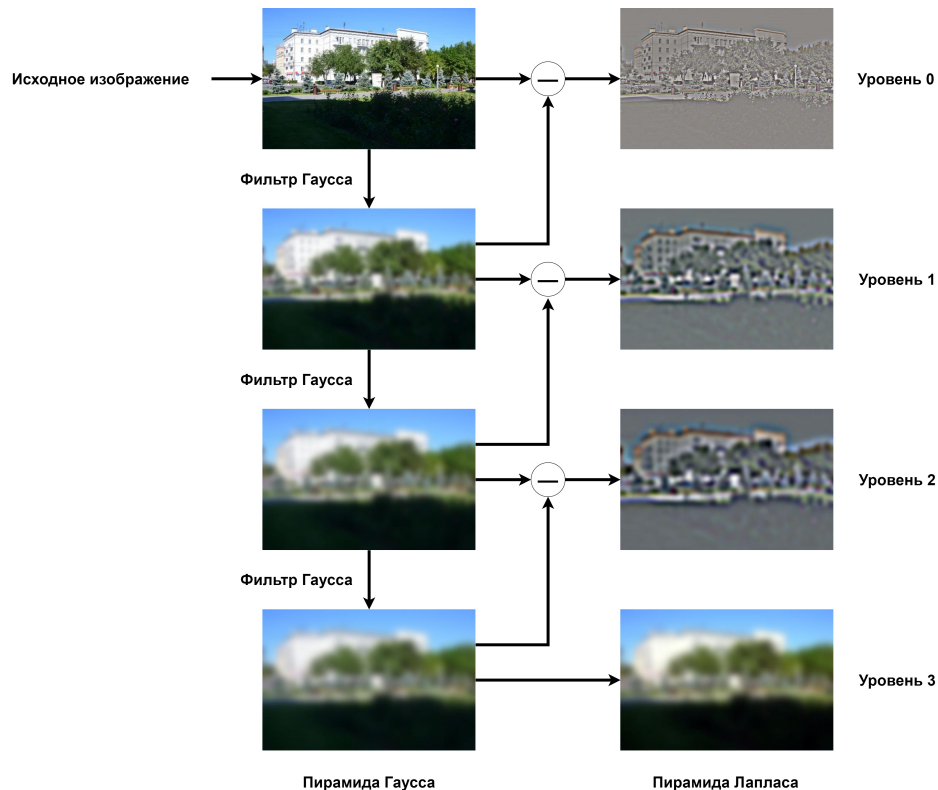 Исходное изображение
Уровень 0
Фильтр Гаусса
Уровень 1
Фильтр Гаусса
Уровень 2
Фильтр Гаусса
Уровень 3
Пирамида Гаусса
Пирамида Лапласа